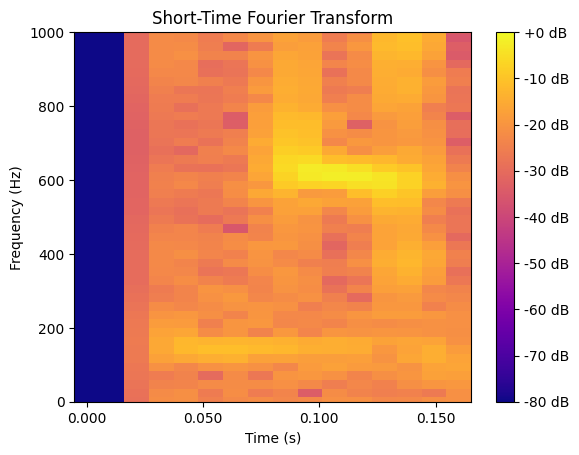 Short-Time Fourier Transform
1000
800
600
400
200
0
Frequency (Hz)
0.000
0.050
0.100
0.150
Time (s)
+0 dB
-10 dB
-20 dB
-30 dB
-40 dB
-50 dB
-60 dB
-70 dB
-80 dB